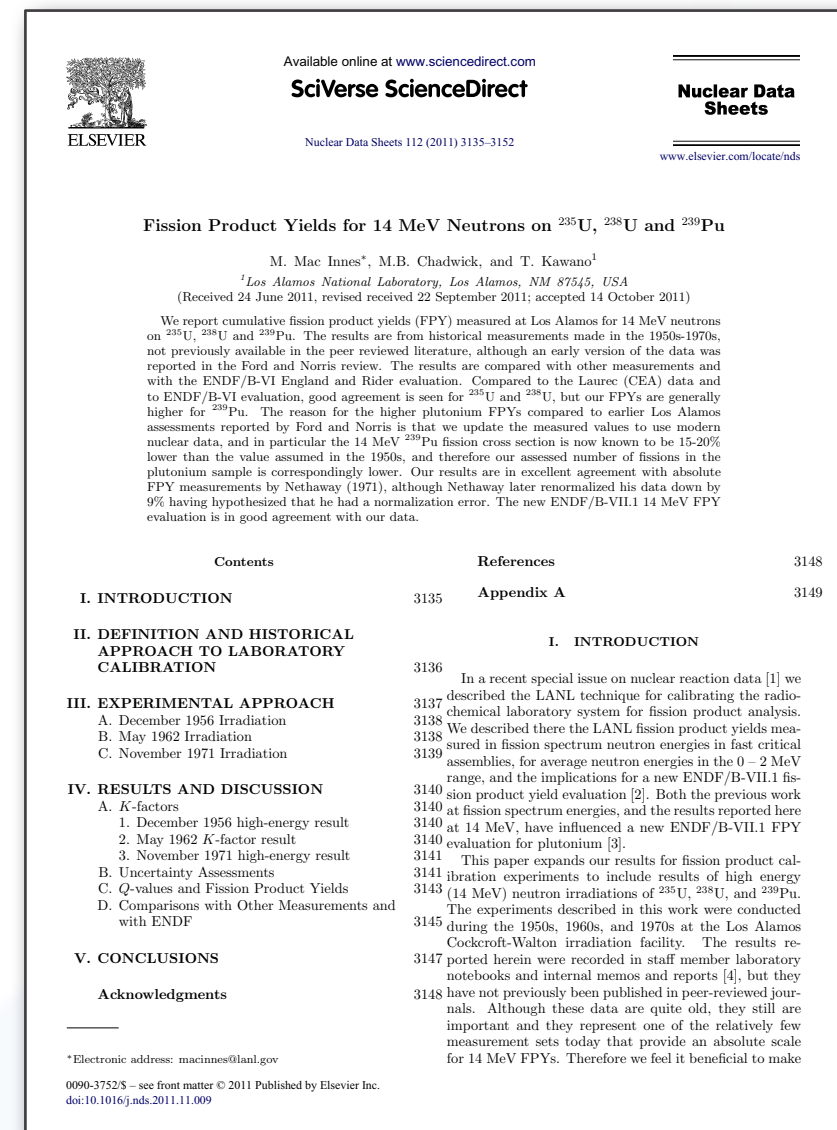 Available online at www.sciencedirect.com
SciVerse ScienceDirect
ELSEVIER
Nuclear Data Sheets 112 (2011) 3135–3152
Nuclear Data
Sheets
www.elsevier.com/locate/nds
Fission Product Yields for 14 MeV Neutrons on ²³⁵U, ²³⁸U and ²³⁹Pu
M. Mac Innes*, M.B. Chadwick, and T. Kawano¹
¹Los Alamos National Laboratory, Los Alamos, NM 87545, USA
(Received 24 June 2011, revised received 22 September 2011; accepted 14 October 2011)
We report cumulative fission product yields (FPY) measured at Los Alamos for 14 MeV neutrons
on ²³⁵U, ²³⁸U and ²³⁹Pu. The results are from historical measurements made in the 1950s-1970s,
not previously available in the peer reviewed literature, although an early version of the data was
reported in the Ford and Norris review. The results are compared with other measurements and
with the ENDF/B-VI England and Rider evaluation. Compared to the Laurec (CEA) data and
to ENDF/B-VI evaluation, good agreement is seen for ²³⁵U and ²³⁸U, but our FPYs are generally
higher for ²³⁹Pu. The reason for the higher plutonium FPYs compared to earlier Los Alamos
assessments reported by Ford and Norris is that we update the measured values to use modern
nuclear data, and in particular the 14 MeV ²³⁹Pu fission cross section is now known to be 15-20%
lower than the value assumed in the 1950s, and therefore our assessed number of fissions in the
plutonium sample is correspondingly lower. Our results are in excellent agreement with absolute
FPY measurements by Nethaway (1971), although Nethaway later renormalized his data down by
9% having hypothesized that he had a normalization error. The new ENDF/B-VII.1 14 MeV FPY
evaluation is in good agreement with our data.
Contents
I. INTRODUCTION 3135
II. DEFINITION AND HISTORICAL
APPROACH TO LABORATORY
CALIBRATION 3136
III. EXPERIMENTAL APPROACH 3137
A. December 1956 Irradiation 3138
B. May 1962 Irradiation 3138
C. November 1971 Irradiation 3139
IV. RESULTS AND DISCUSSION 3140
A. K-factors 3140
1. December 1956 high-energy result 3140
2. May 1962 K-factor result 3140
3. November 1971 high-energy result 3141
B. Uncertainty Assessments 3141
C. Q-values and Fission Product Yields 3143
D. Comparisons with Other Measurements and
with ENDF 3145
V. CONCLUSIONS 3147
Acknowledgments 3148
*Electronic address: macinnes@lanl.gov
References 3148
Appendix A 3149
I. INTRODUCTION
In a recent special issue on nuclear reaction data [1] we
described the LANL technique for calibrating the radio-
chemical laboratory system for fission product analysis.
We described there the LANL fission product yields mea-
sured in fission spectrum neutron energies in fast critical
assemblies, for average neutron energies in the 0 – 2 MeV
range, and the implications for a new ENDF/B-VII.1 fis-
sion product yield evaluation [2]. Both the previous work
at fission spectrum energies, and the results reported here
at 14 MeV, have influenced a new ENDF/B-VII.1 FPY
evaluation for plutonium [3].
This paper expands our results for fission product cal-
ibration experiments to include results of high energy
(14 MeV) neutron irradiations of ²³⁵U, ²³⁸U, and ²³⁹Pu.
The experiments described in this work were conducted
during the 1950s, 1960s, and 1970s at the Los Alamos
Cockcroft-Walton irradiation facility. The results re-
ported herein were recorded in staff member laboratory
notebooks and internal memos and reports [4], but they
have not previously been published in peer-reviewed jour-
nals. Although these data are quite old, they still are
important and they represent one of the relatively few
measurement sets today that provide an absolute scale
for 14 MeV FPYs. Therefore we feel it beneficial to make
0090-3752/$ – see front matter © 2011 Published by Elsevier Inc.
doi:10.1016/j.nds.2011.11.009